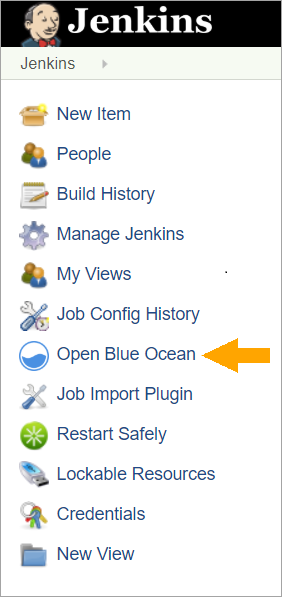 Jenkins
Jenkins
New Item
People
Build History
Manage Jenkins
My Views
Job Config History
Open Blue Ocean
Job Import Plugin
Restart Safely
Lockable Resources
Credentials
New View